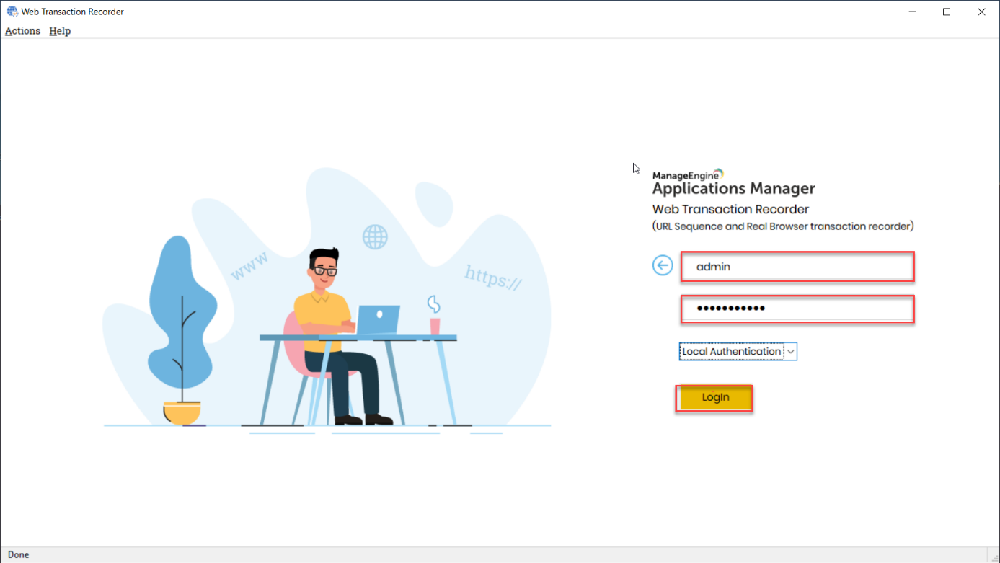 Web Transaction Recorder
Actions Help
www
https://
ManageEngine
Applications Manager
Web Transaction Recorder
(URL Sequence and Real Browser transaction recorder)
admin
•••••••••••
Local Authentication
LogIn
Done